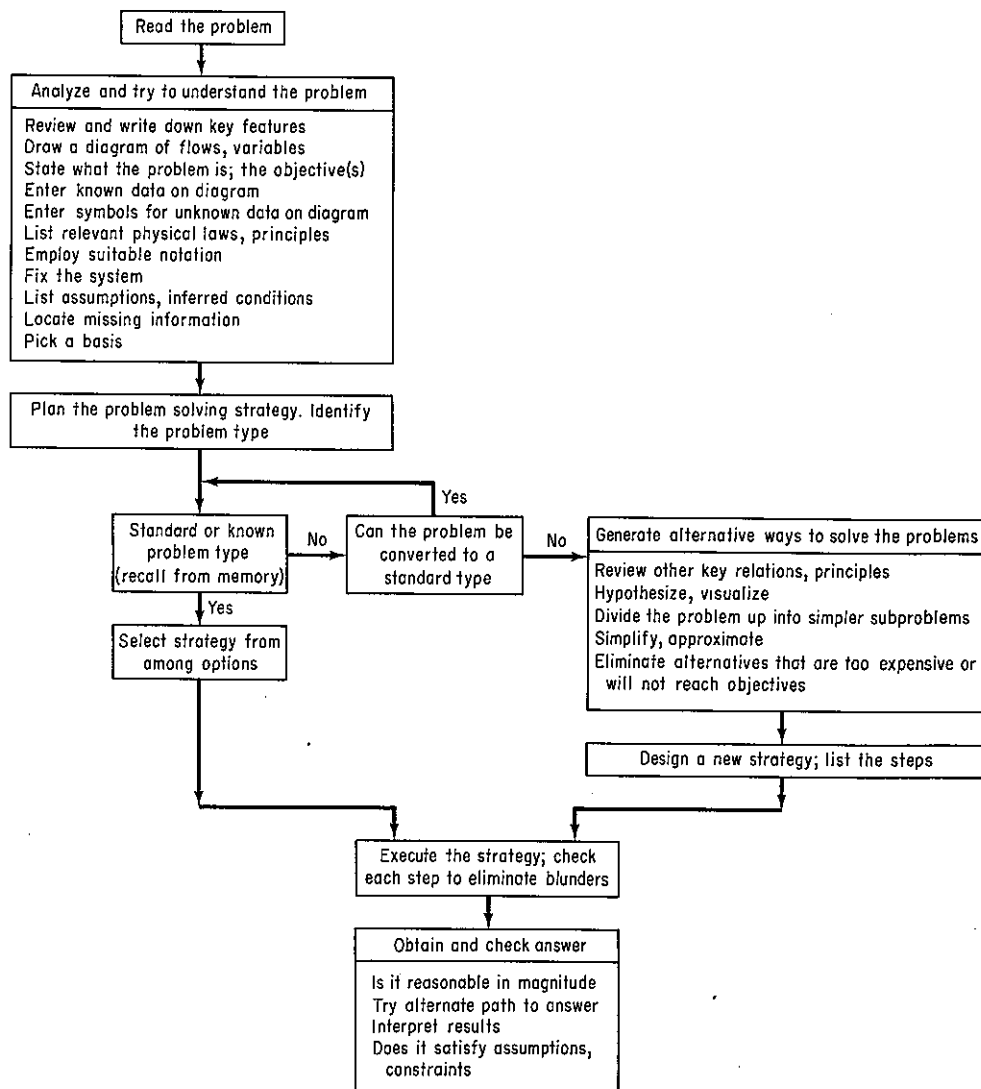 Read the problem
Analyze and try to understand the problem
Review and write down key features
Draw a diagram of flows, variables
State what the problem is; the objective(s)
Enter known data on diagram
Enter symbols for unknown data on diagram
List relevant physical laws, principles
Employ suitable notation
Fix the system
List assumptions, inferred conditions
Locate missing information
Pick a basis
Plan the problem solving strategy. Identify
the problem type
Yes
Standard or known
problem type
(recall from memory)
No
Can the problem be
converted to a
standard type
No
Generate alternative ways to solve the problems
Review other key relations, principles
Hypothesize, visualize
Divide the problem up into simpler subproblems
Simplify, approximate
Eliminate alternatives that are too expensive or
will not reach objectives
Yes
Select strategy from
among options
Design a new strategy; list the steps
Execute the strategy; check
each step to eliminate blunders
Obtain and check answer
Is it reasonable in magnitude
Try alternate path to answer
Interpret results
Does it satisfy assumptions,
constraints